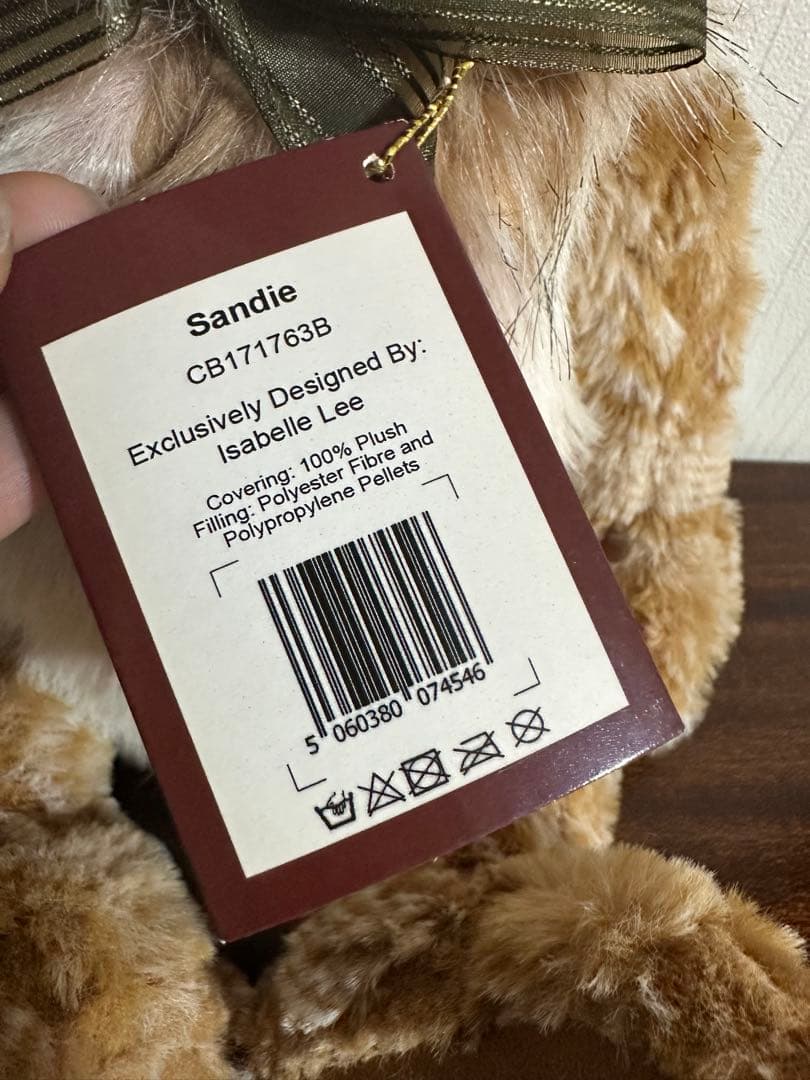 Sandie
CB171763B
Exclusively Designed By:
Isabelle Lee
Covering: 100% Plush
Filling: Polyester Fibre and
Polypropylene Pellets
5 060380 074546